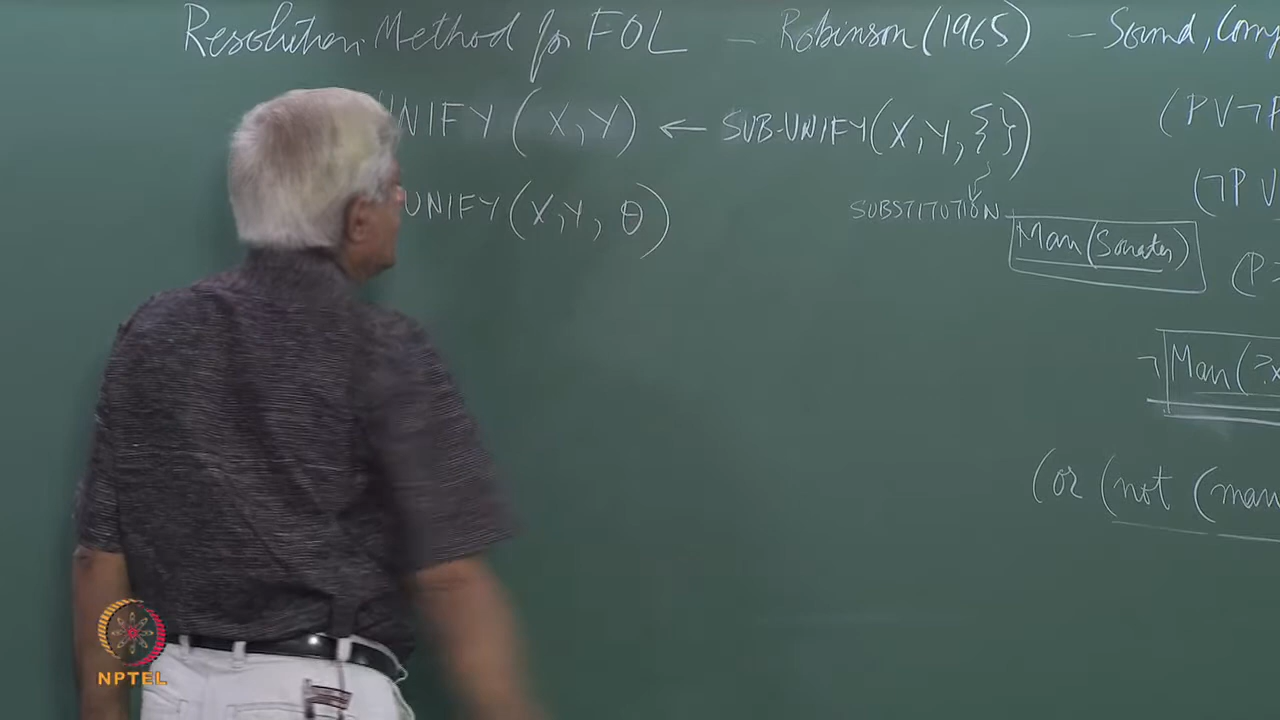 Resolution Method for FOL — Robinson (1965) — Sound, Comp
UNIFY (X, Y) ← SUB-UNIFY (X, Y, { })
SUBSTITUTION
UNIFY (X, Y, θ)
(P V ¬P
(¬P V
Man (Socrates)
(P
¬ Man (?x
(or (not (man
NPTEL